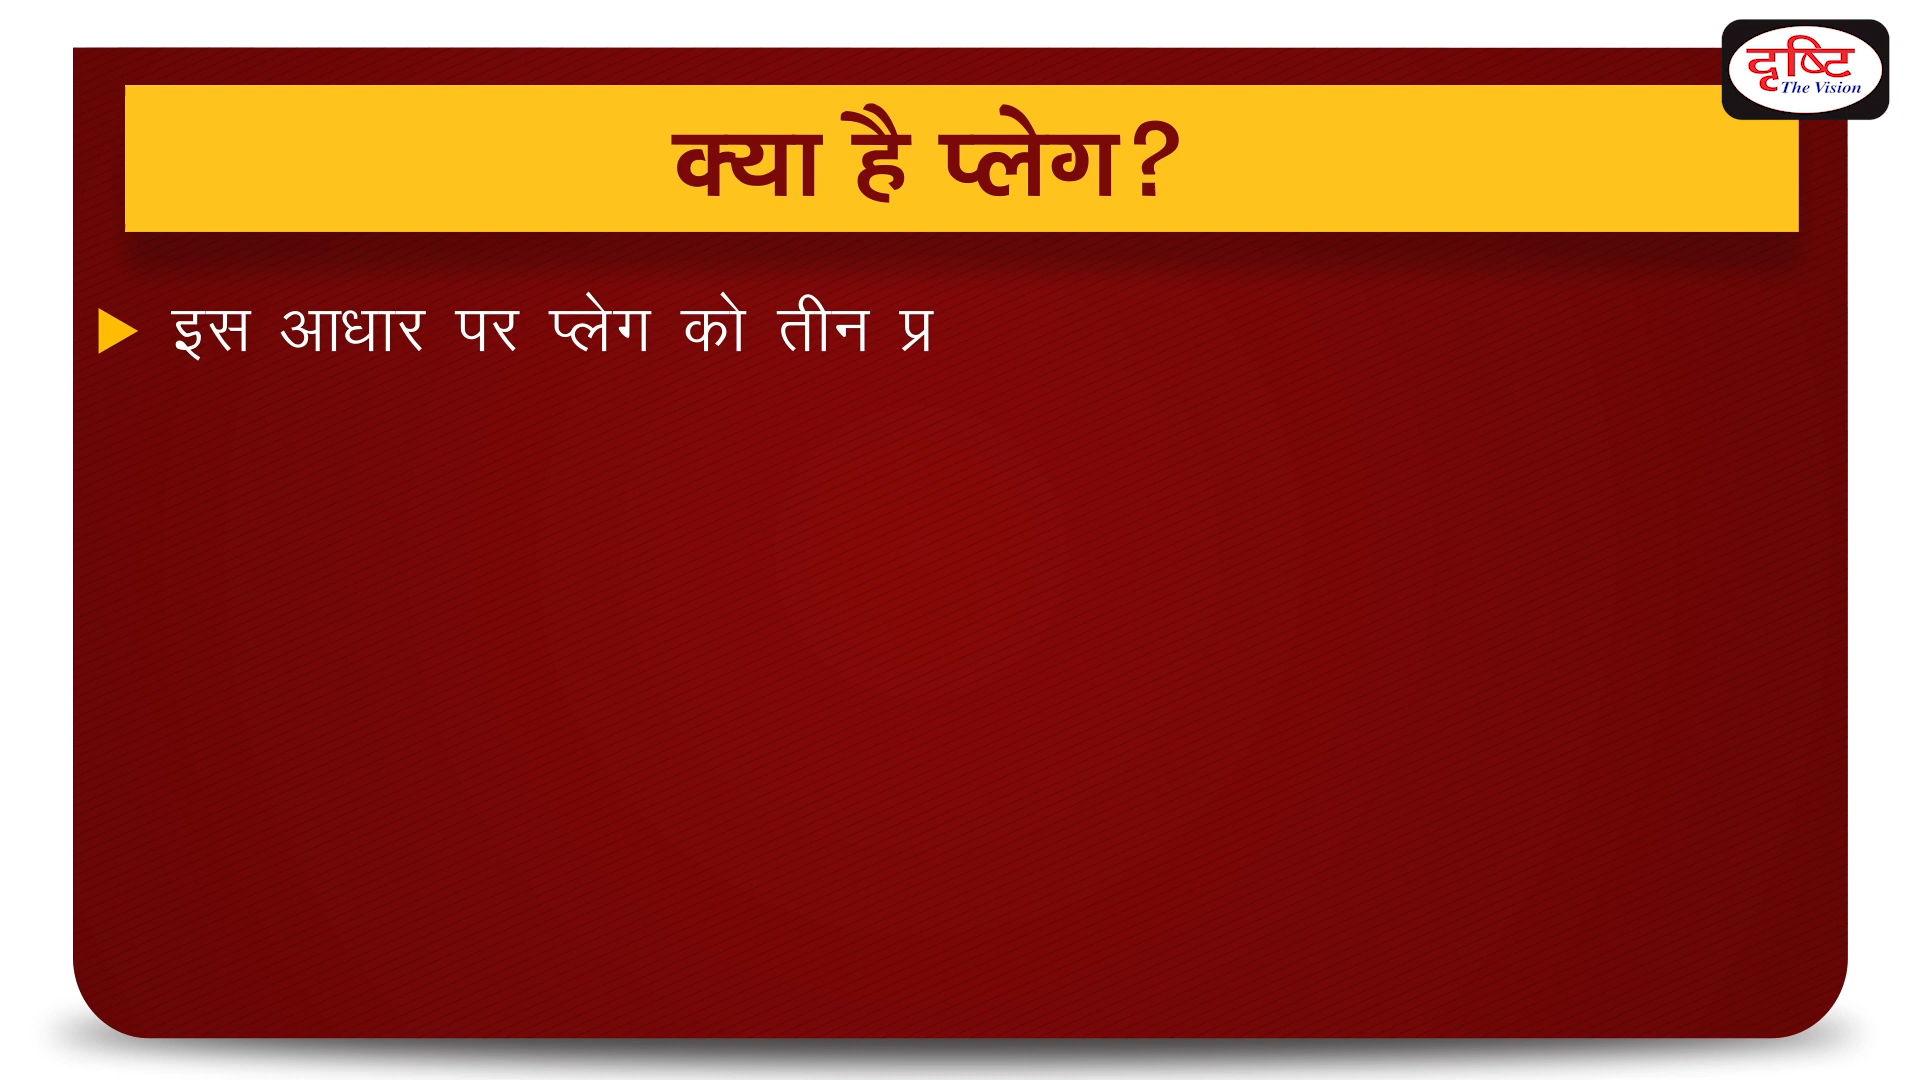 दृष्टि
The Vision
क्या है प्लेग?
इस आधार पर प्लेग को तीन प्र